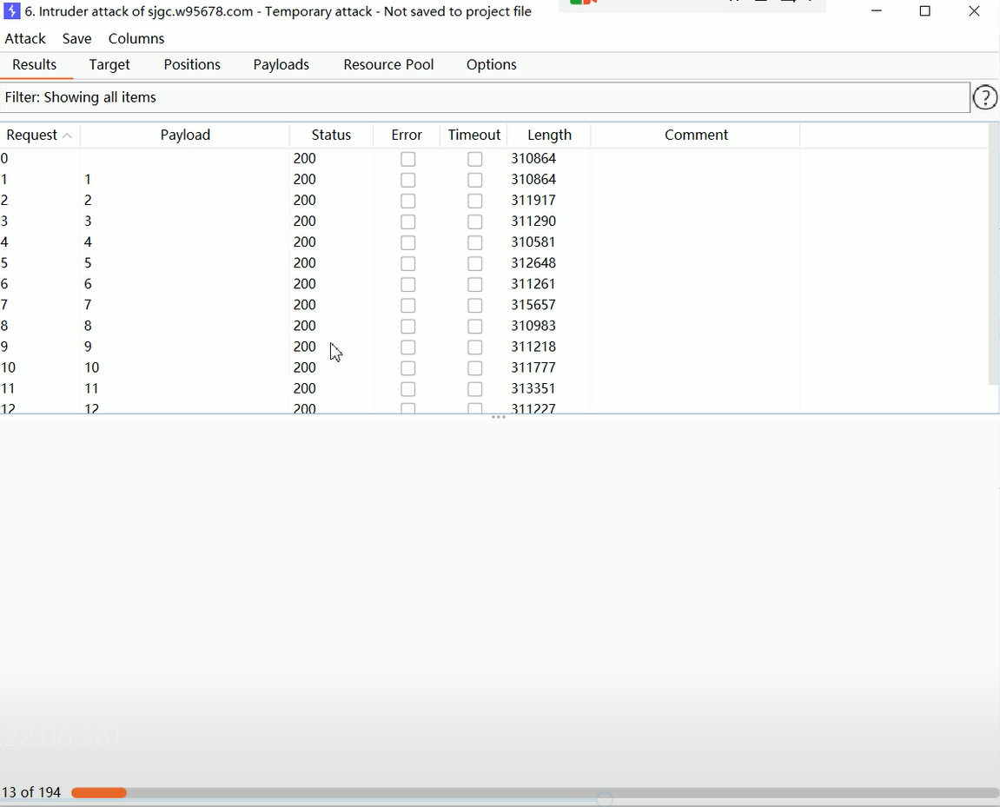 6. Intruder attack of sjgc.w95678.com - Temporary attack - Not saved to project file
Attack Save Columns
Results Target Positions Payloads Resource Pool Options
Filter: Showing all items
?
Request Payload Status Error Timeout Length Comment
0 200 310864
1 1 200 310864
2 2 200 311917
3 3 200 311290
4 4 200 310581
5 5 200 312648
6 6 200 311261
7 7 200 315657
8 8 200 310983
9 9 200 311218
10 10 200 311777
11 11 200 313351
12 12 200 311227
13 of 194